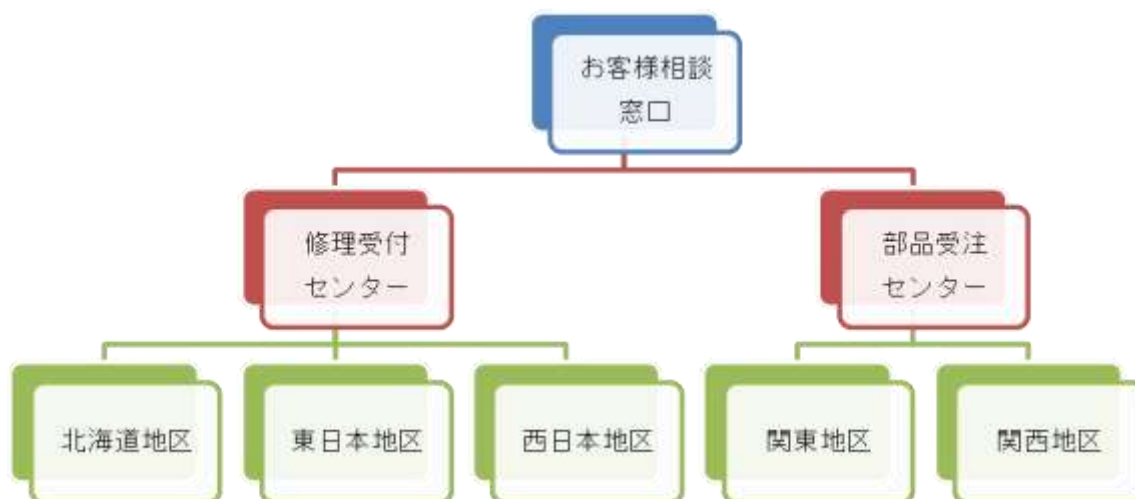 お客様相談
窓口
修理受付
センター
部品受注
センター
北海道地区
東日本地区
西日本地区
関東地区
関西地区